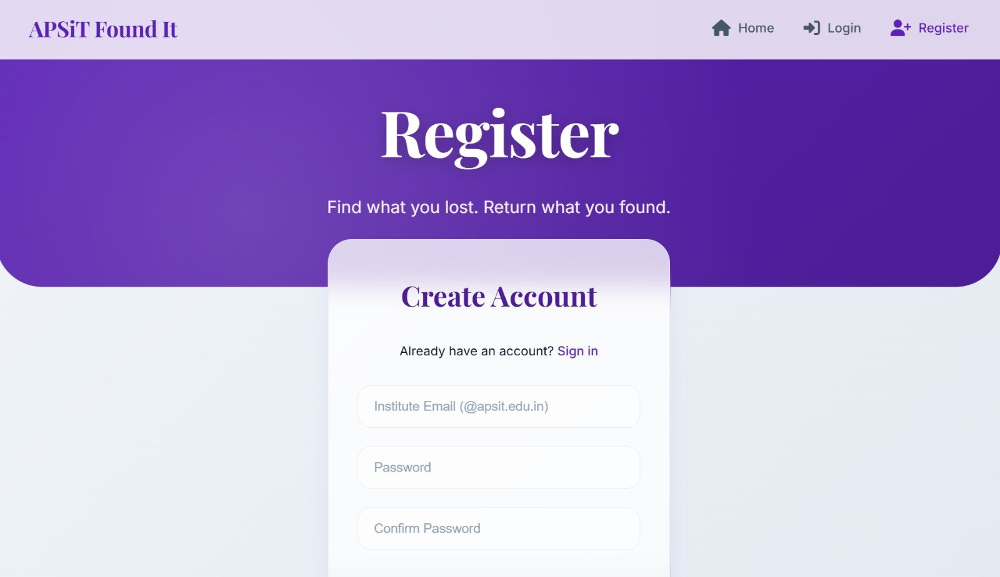 APSiT Found It
Home
Login
Register
Register
Find what you lost. Return what you found.
Create Account
Already have an account? Sign in
Institute Email (@apsit.edu.in)
Password
Confirm Password